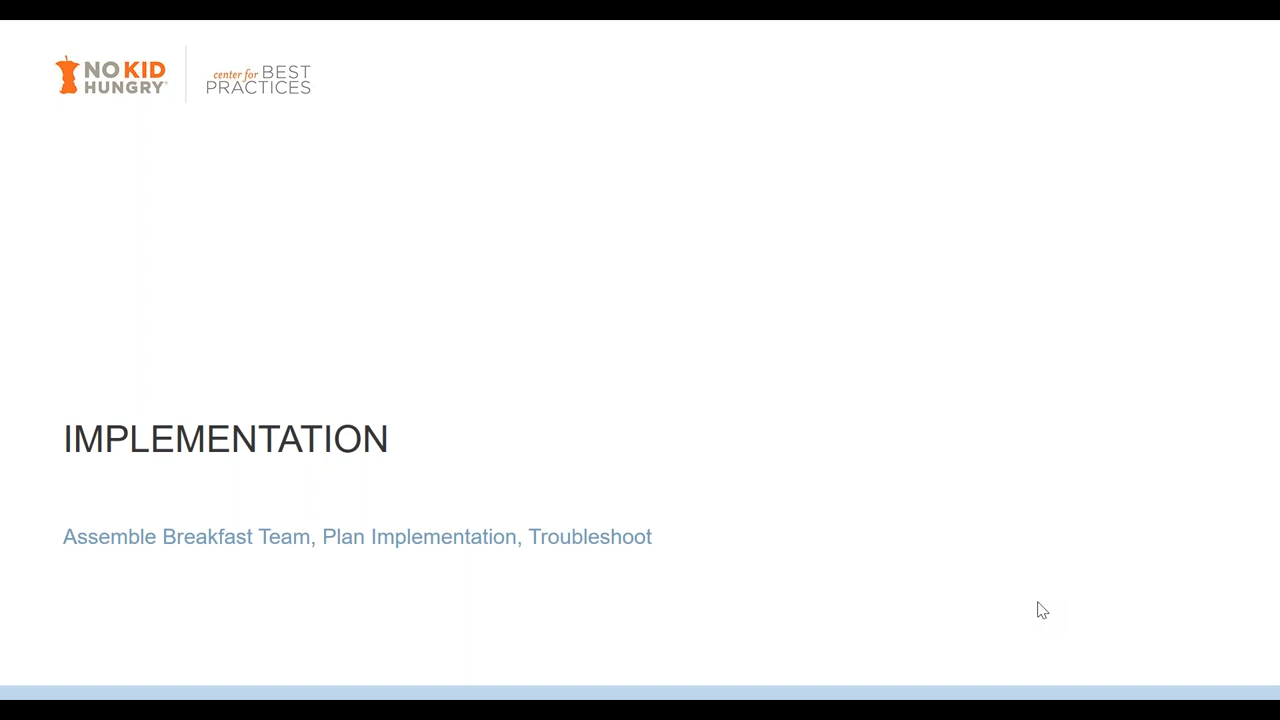 NO KID
HUNGRY
center for BEST
PRACTICES
IMPLEMENTATION
Assemble Breakfast Team, Plan Implementation, Troubleshoot